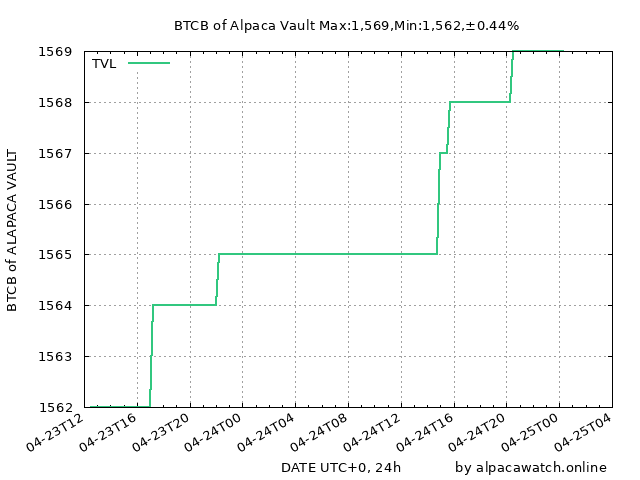 BTCB of Alpaca Vault Max:1,569,Min:1,562,±0.44%
TVL
BTCB of ALAPACA VAULT
1569
1568
1567
1566
1565
1564
1563
1562
04-23T12
04-23T16
04-23T20
04-24T00
04-24T04
04-24T08
04-24T12
04-24T16
04-24T20
04-25T00
04-25T04
DATE UTC+0, 24h
by alpacawatch.online